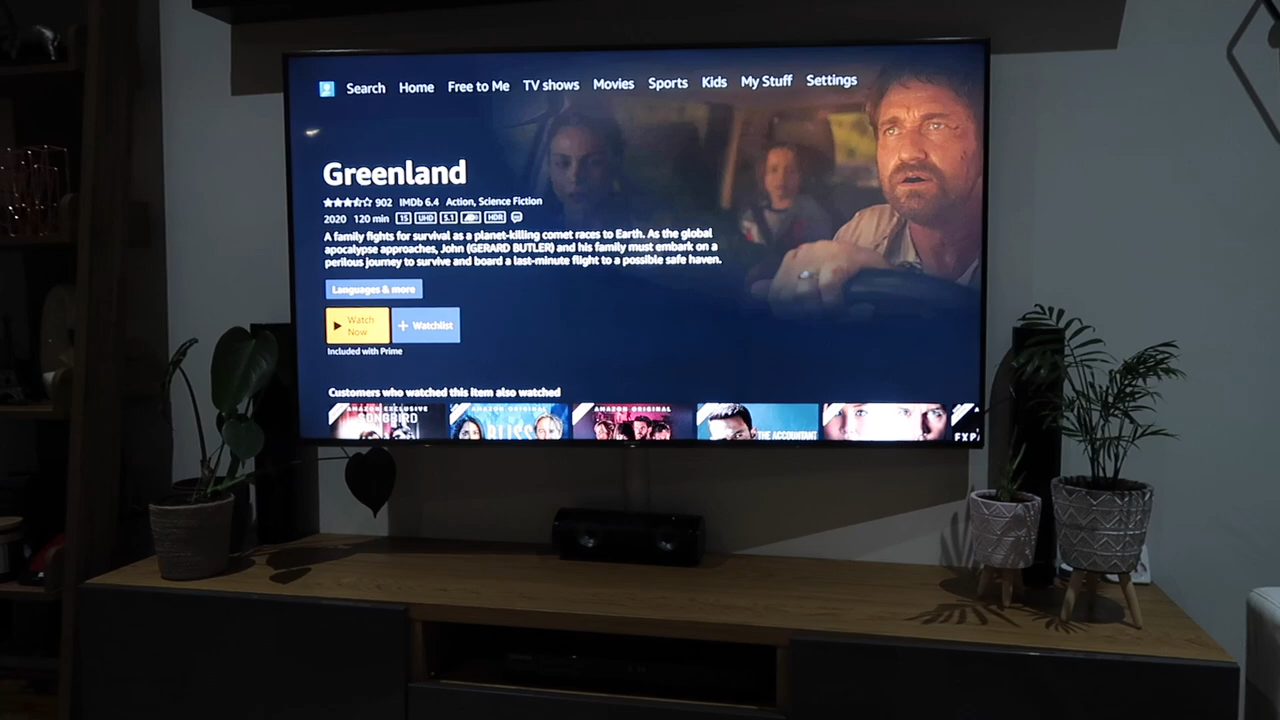 Search Home Free to Me TV shows Movies Sports Kids My Stuff Settings
Greenland
902 IMDb 6.4 Action, Science Fiction
2020 120 min 15 UHD 5.1 HDR
A family fights for survival as a planet-killing comet races to Earth. As the global
apocalypse approaches, John (GERARD BUTLER) and his family must embark on a
perilous journey to survive and board a last-minute flight to a possible safe haven.
Languages & more
Watch
Now
+ Watchlist
Included with Prime
Customers who watched this item also watched
AMAZON EXCLUSIVE
SONGBIRD
AMAZON ORIGINAL
BLISS
AMAZON ORIGINAL
THE ACCOUNTANT
EXP